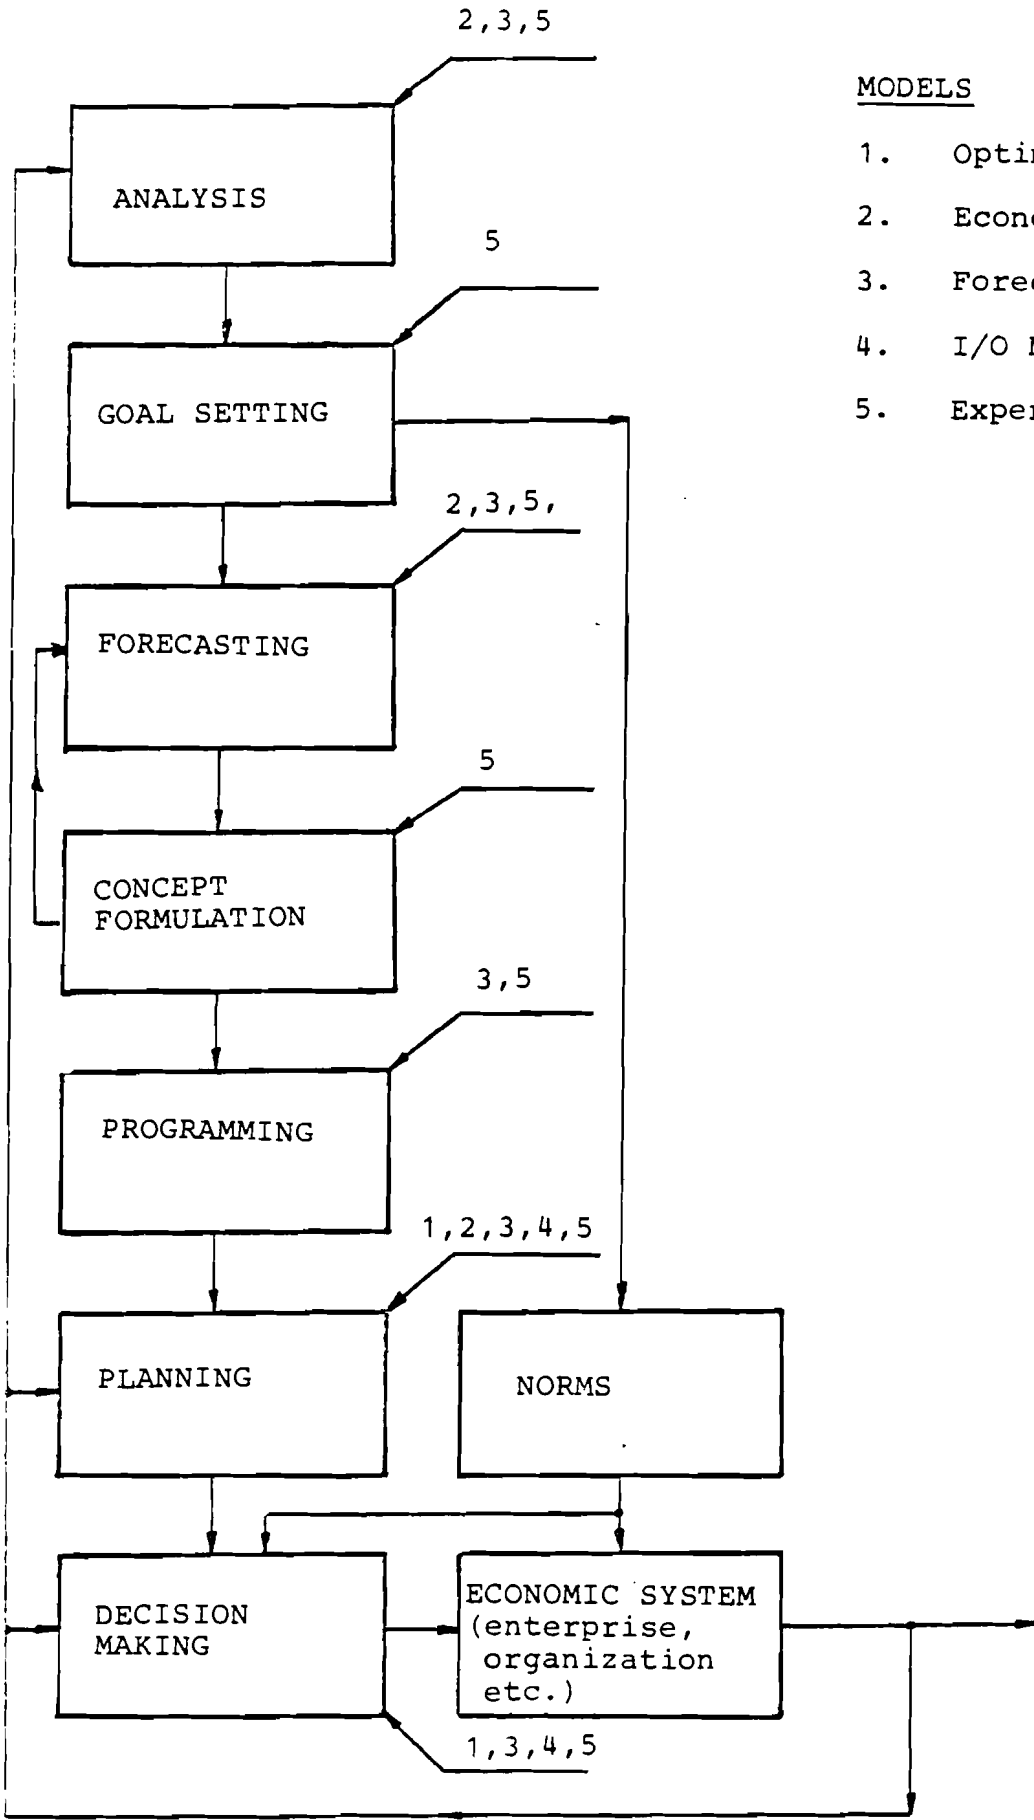 2,3,5
MODELS
1.
ANALYSIS
2.
5
3.
4. I/O
GOAL SETTING
5.
2,3,5,
FORECASTING
5
CONCEPT
FORMULATION
3,5
PROGRAMMING
1,2,3,4,5
PLANNING
NORMS
ECONOMIC SYSTEM
(enterprise,
organization
etc.)
DECISION
MAKING
1,3,4,5